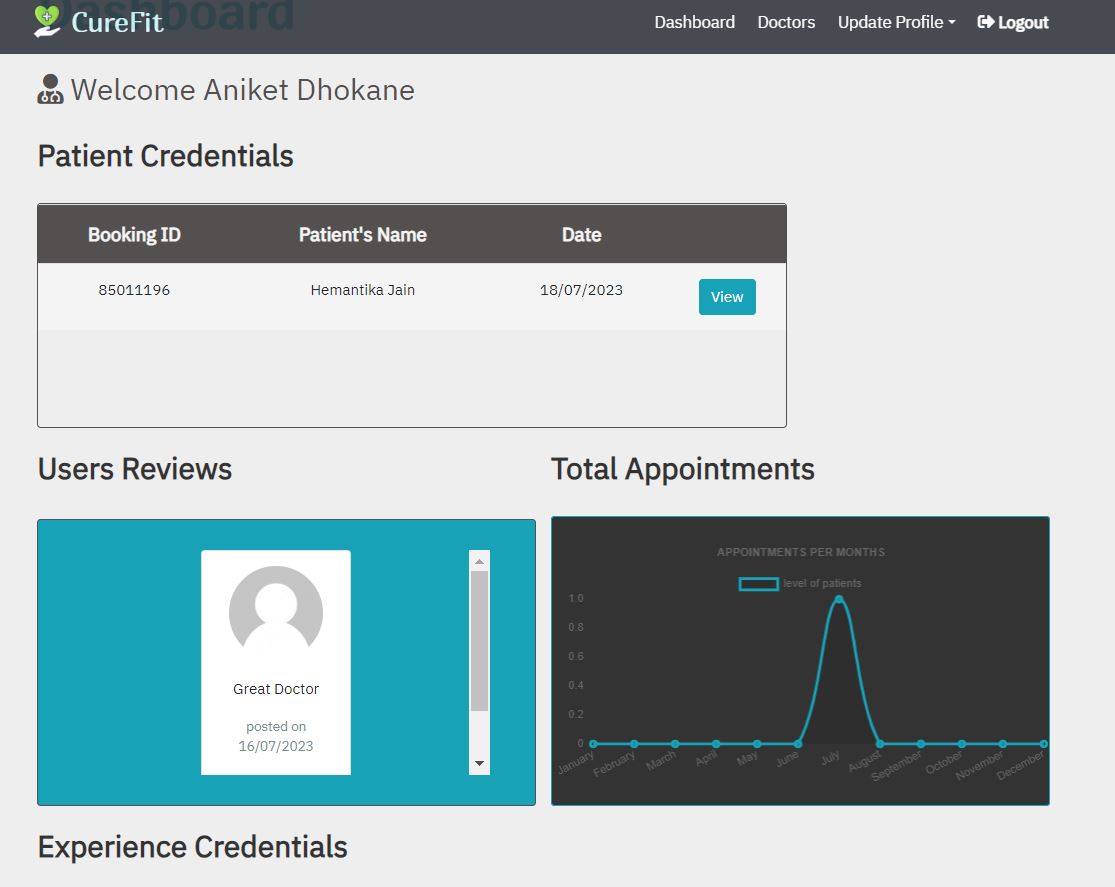 Dashboard
CureFit
Dashboard Doctors Update Profile Logout
Welcome Aniket Dhokane
Patient Credentials
Booking ID Patient's Name Date
85011196 Hemantika Jain 18/07/2023 View
Users Reviews
Great Doctor
posted on
16/07/2023
Total Appointments
APPOINTMENTS PER MONTHS
level of patients
1.0
0.8
0.6
0.4
0.2
0
January February March April May June July August September October November December
Experience Credentials